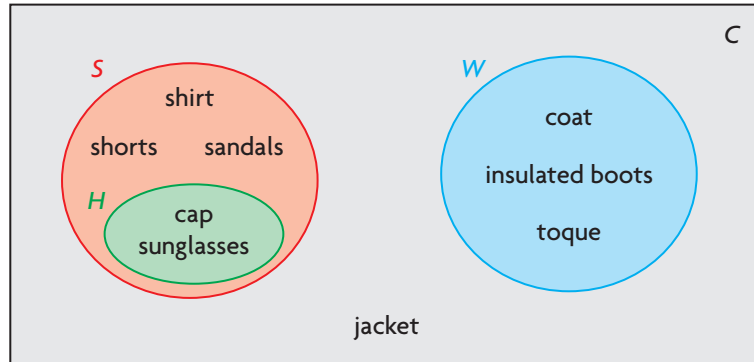 C
S
W
shirt
coat
shorts sandals
insulated boots
H
cap
sunglasses
toque
jacket